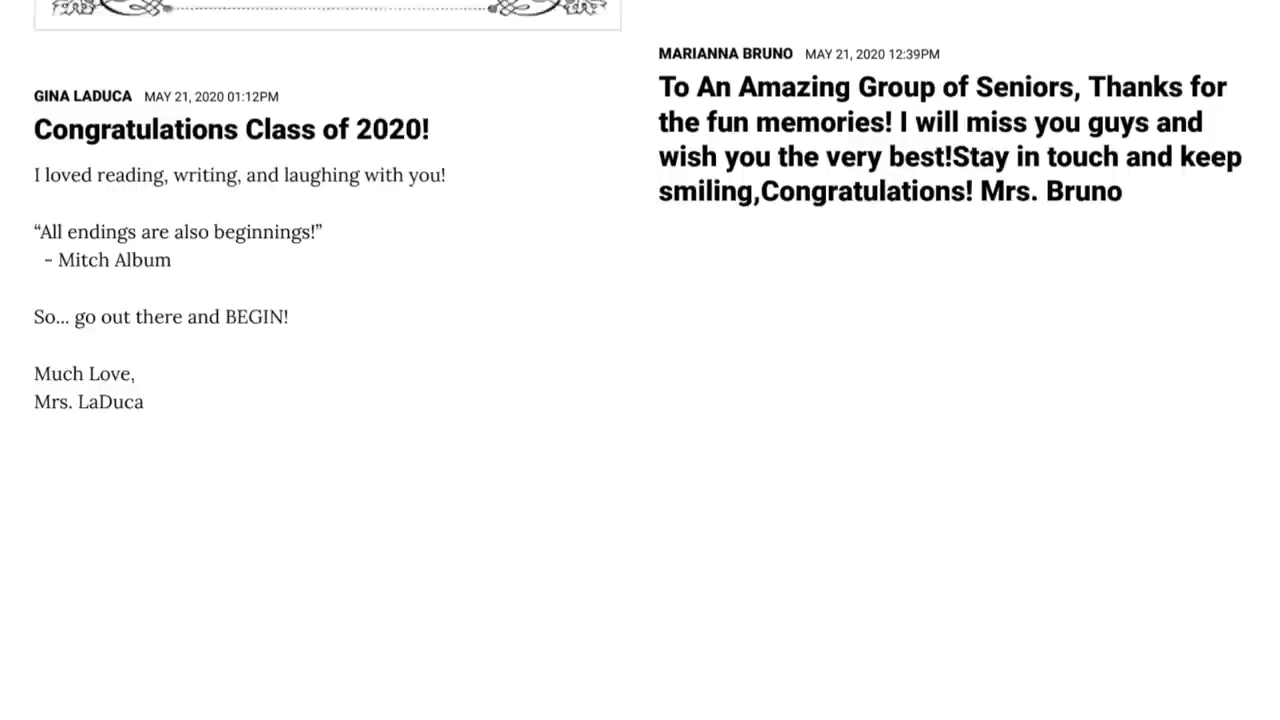 GINA LADUCA MAY 21, 2020 01:12PM
Congratulations Class of 2020!
I loved reading, writing, and laughing with you!
“All endings are also beginnings!”
- Mitch Album
So... go out there and BEGIN!
Much Love,
Mrs. LaDuca
MARIANNA BRUNO MAY 21, 2020 12:39PM
To An Amazing Group of Seniors, Thanks for
the fun memories! I will miss you guys and
wish you the very best!Stay in touch and keep
smiling,Congratulations! Mrs. Bruno